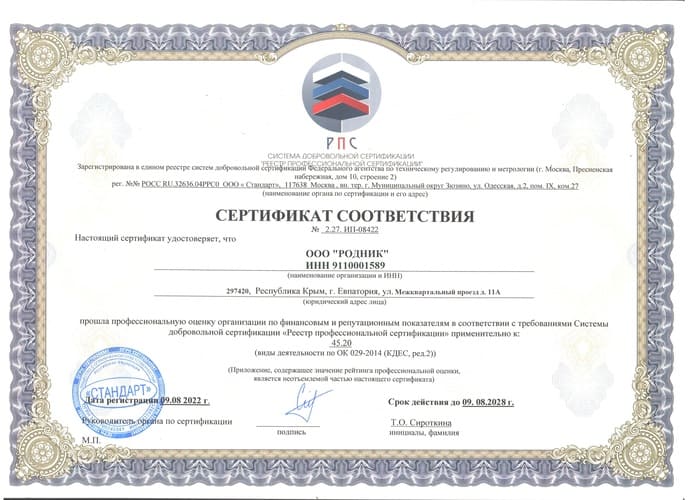 РПС
СИСТЕМА ДОБРОВОЛЬНОЙ СЕРТИФИКАЦИИ
"РЕЕСТР ПРОФЕССИОНАЛЬНОЙ СЕРТИФИКАЦИИ"
Зарегистрирована в едином реестре систем добровольной сертификации Федерального агентства по техническому регулированию и метрологии (г. Москва, Пресненская
набережная, дом 10, строение 2)
рег. №№ РОСС RU.32636.04РРС0 ООО « Стандарт», 117638 Москва , вн. тер. г. Муниципальный округ Зюзино, ул. Одесская, д.2, пом. IX, ком.27
(наименование органа по сертификации и его адрес)
СЕРТИФИКАТ СООТВЕТСТВИЯ
№ 2.27. ИП-08422
Настоящий сертификат удостоверяет, что
ООО "РОДНИК"
ИНН 9110001589
(наименование организации и ИНН)
297420, Республика Крым, г. Евпатория, ул. Межквартальный проезд д. 11А
(юридический адрес лица)
прошла профессиональную оценку организации по финансовым и репутационным показателям в соответствии с требованиями Системы
добровольной сертификации «Реестр профессиональной сертификации» применительно к:
45.20
(виды деятельности по ОК 029-2014 (КДЕС, ред.2))
(Приложение, содержащее значение рейтинга профессиональной оценки,
является неотъемлемой частью настоящего сертификата)
«СТАНДАРТ»
Дата регистрации 09.08 2022 г.
Срок действия до 09. 08.2028 г.
Руководитель органа по сертификации
Т.О. Сироткина
подпись
инициалы, фамилия
М.П.